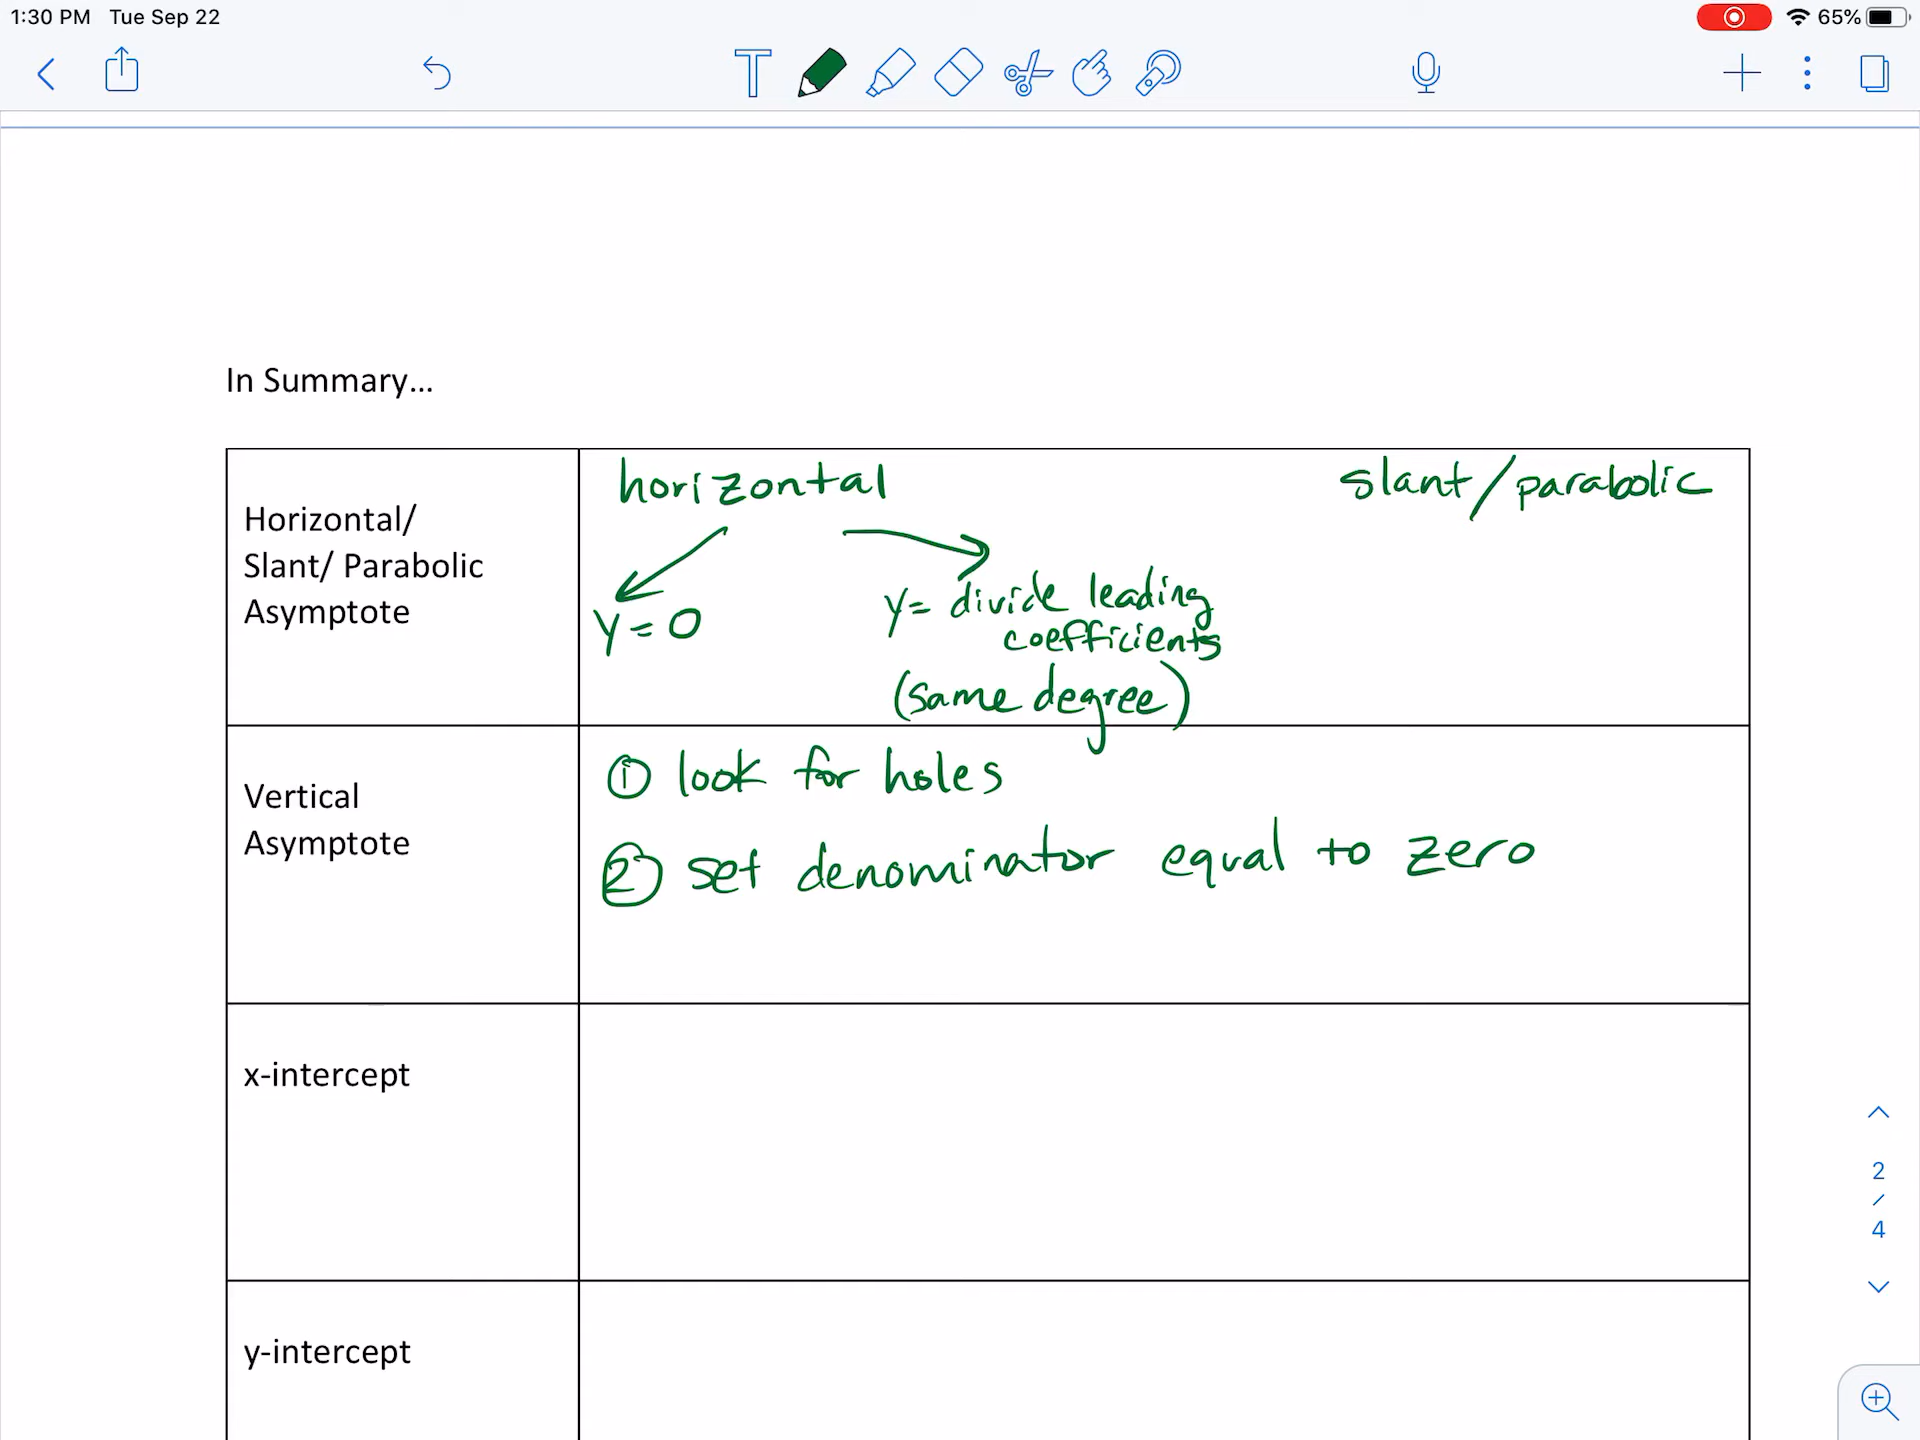 1:30 PM Tue Sep 22
65%
T
In Summary...
Horizontal/
Slant/ Parabolic
Asymptote
horizontal
slant/parabolic
y=0
y= divide leading
coefficients
(same degree)
Vertical
Asymptote
① look for holes
② set denominator equal to zero
x-intercept
y-intercept
2
/
4